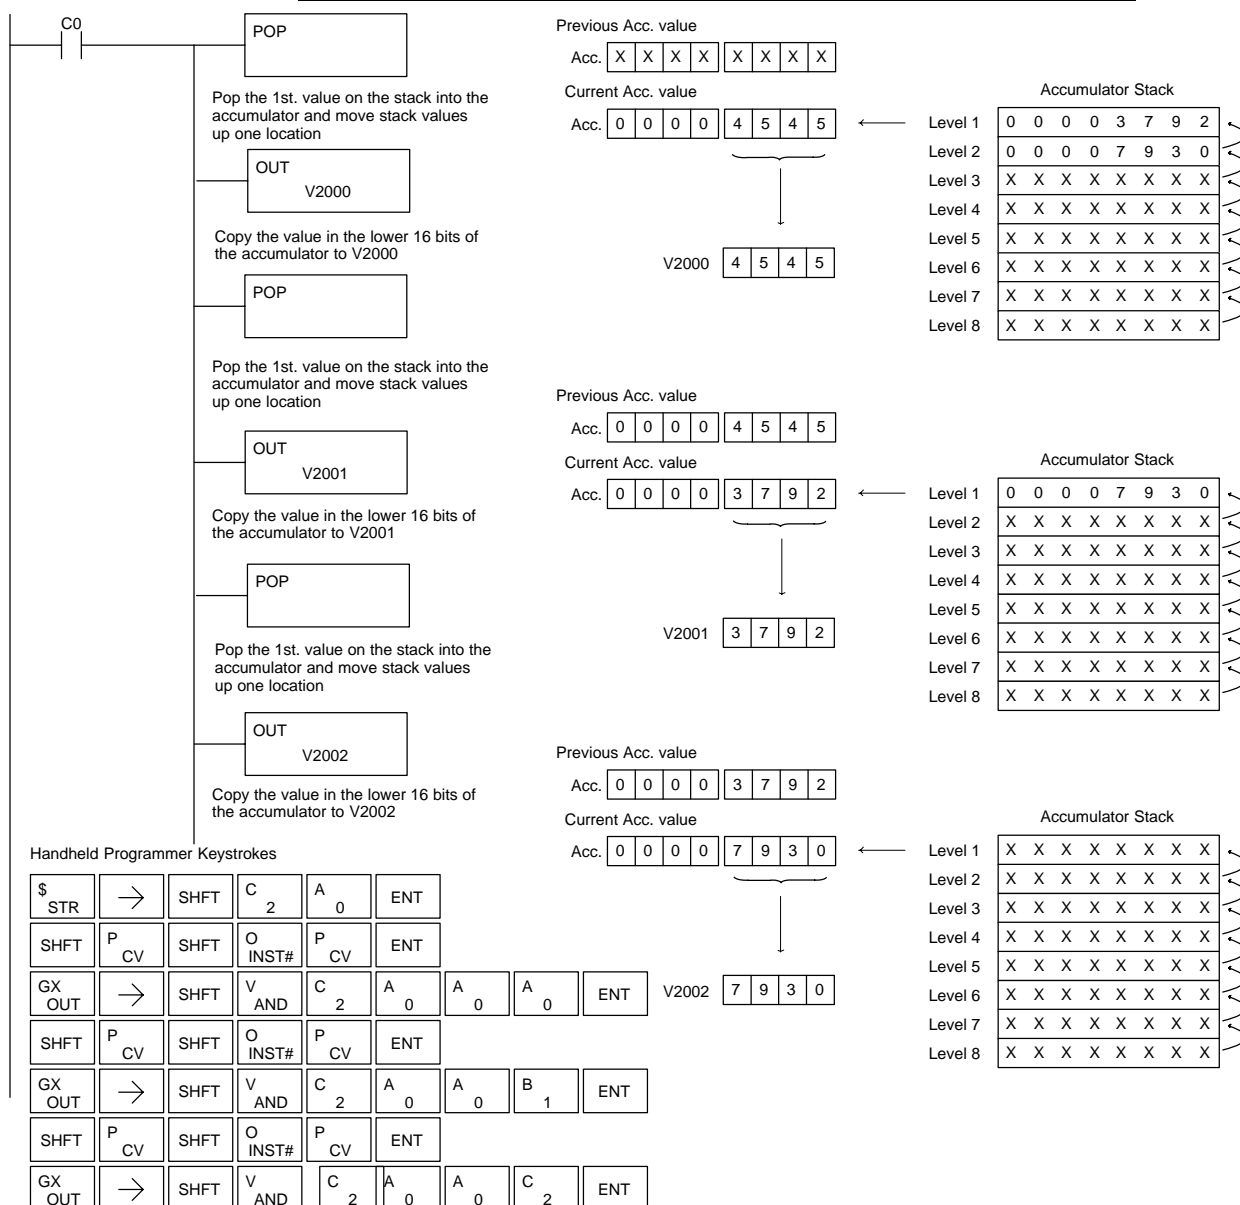 C0
POP
Pop the 1st. value on the stack into the
accumulator and move stack values
up one location
OUT
V2000
Copy the value in the lower 16 bits of
the accumulator to V2000
POP
Pop the 1st. value on the stack into the
accumulator and move stack values
up one location
OUT
V2001
Copy the value in the lower 16 bits of
the accumulator to V2001
POP
Pop the 1st. value on the stack into the
accumulator and move stack values
up one location
OUT
V2002
Copy the value in the lower 16 bits of
the accumulator to V2002
Previous Acc. value
Acc. X X X X X X X X
Current Acc. value
Acc. 0 0 0 0 4 5 4 5
V2000 4 5 4 5
Accumulator Stack
Level 1 0 0 0 0 3 7 9 2
Level 2 0 0 0 0 7 9 3 0
Level 3 X X X X X X X X
Level 4 X X X X X X X X
Level 5 X X X X X X X X
Level 6 X X X X X X X X
Level 7 X X X X X X X X
Level 8 X X X X X X X X
Previous Acc. value
Acc. 0 0 0 0 4 5 4 5
Current Acc. value
Acc. 0 0 0 0 3 7 9 2
V2001 3 7 9 2
Accumulator Stack
Level 1 0 0 0 0 7 9 3 0
Level 2 X X X X X X X X
Level 3 X X X X X X X X
Level 4 X X X X X X X X
Level 5 X X X X X X X X
Level 6 X X X X X X X X
Level 7 X X X X X X X X
Level 8 X X X X X X X X
Previous Acc. value
Acc. 0 0 0 0 3 7 9 2
Current Acc. value
Acc. 0 0 0 0 7 9 3 0
V2002 7 9 3 0
Accumulator Stack
Level 1 X X X X X X X X
Level 2 X X X X X X X X
Level 3 X X X X X X X X
Level 4 X X X X X X X X
Level 5 X X X X X X X X
Level 6 X X X X X X X X
Level 7 X X X X X X X X
Level 8 X X X X X X X X
Handheld Programmer Keystrokes
$ STR → SHFT C 2 A 0 ENT
SHFT P CV SHFT O INST# P CV ENT
GX OUT → SHFT V AND C 2 A 0 A 0 A 0 ENT
SHFT P CV SHFT O INST# P CV ENT
GX OUT → SHFT V AND C 2 A 0 A 0 B 1 ENT
SHFT P CV SHFT O INST# P CV ENT
GX OUT → SHFT V AND C 2 A 0 A 0 C 2 ENT